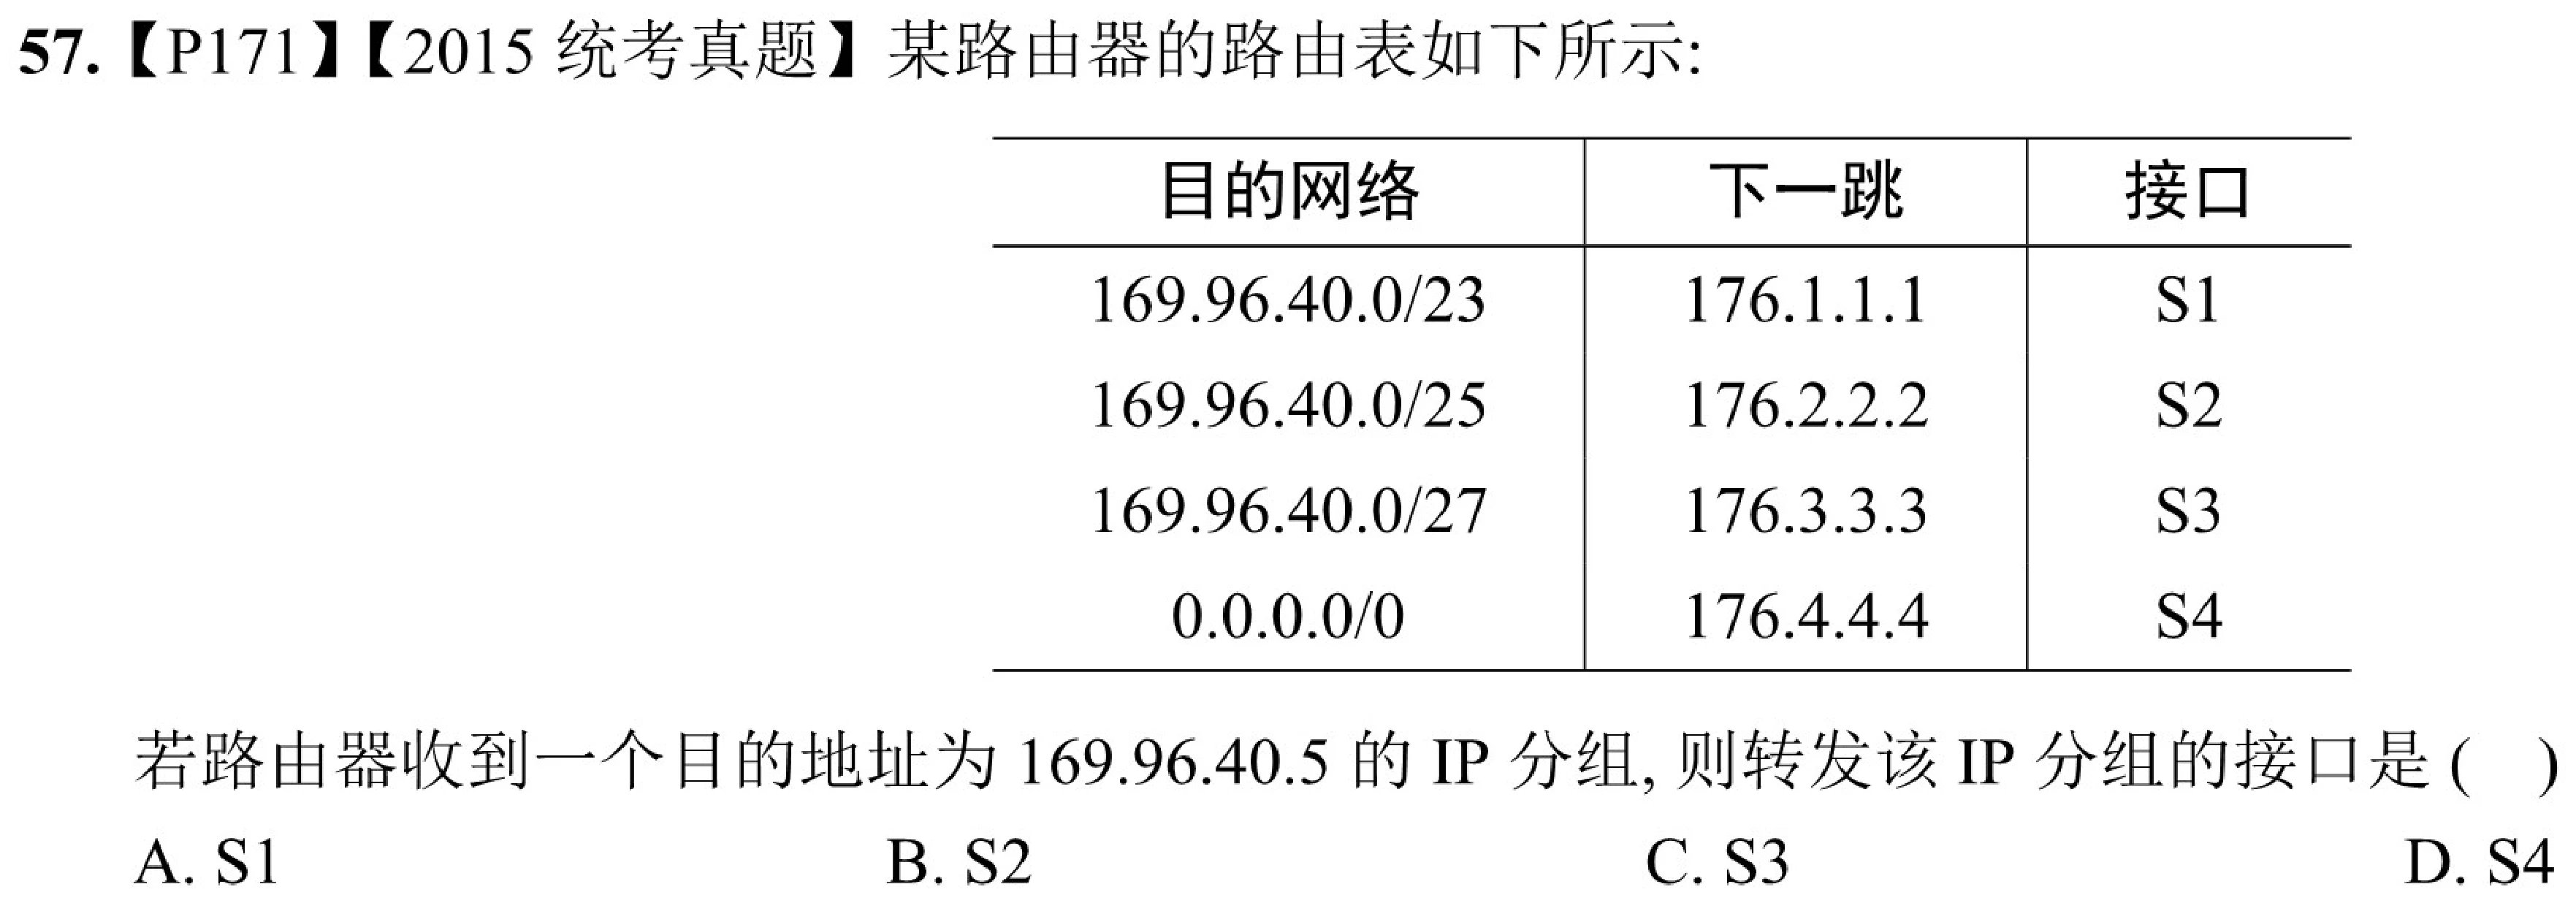 57.【P171】【2015 统考真题】某路由器的路由表如下所示:
目的网络 下一跳 接口
169.96.40.0/23 176.1.1.1 S1
169.96.40.0/25 176.2.2.2 S2
169.96.40.0/27 176.3.3.3 S3
0.0.0.0/0 176.4.4.4 S4
若路由器收到一个目的地址为 169.96.40.5 的 IP 分组, 则转发该 IP 分组的接口是 ( )
A. S1 B. S2 C. S3 D. S4